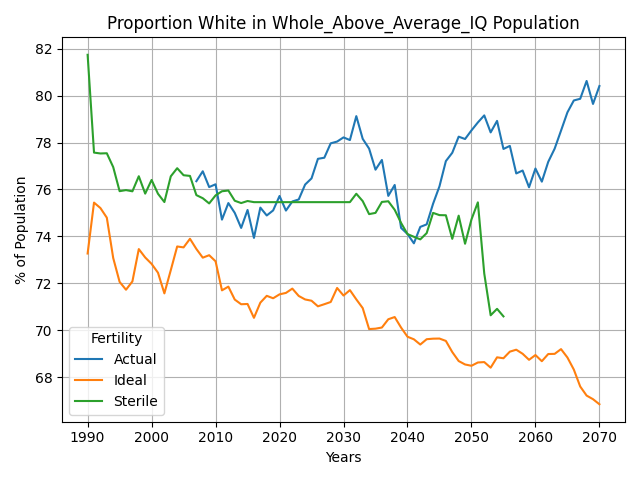 Proportion White in Whole_Above_Average_IQ Population
% of Population
82
80
78
76
74
72
70
68
Fertility
Actual
Ideal
Sterile
1990 2000 2010 2020 2030 2040 2050 2060 2070
Years